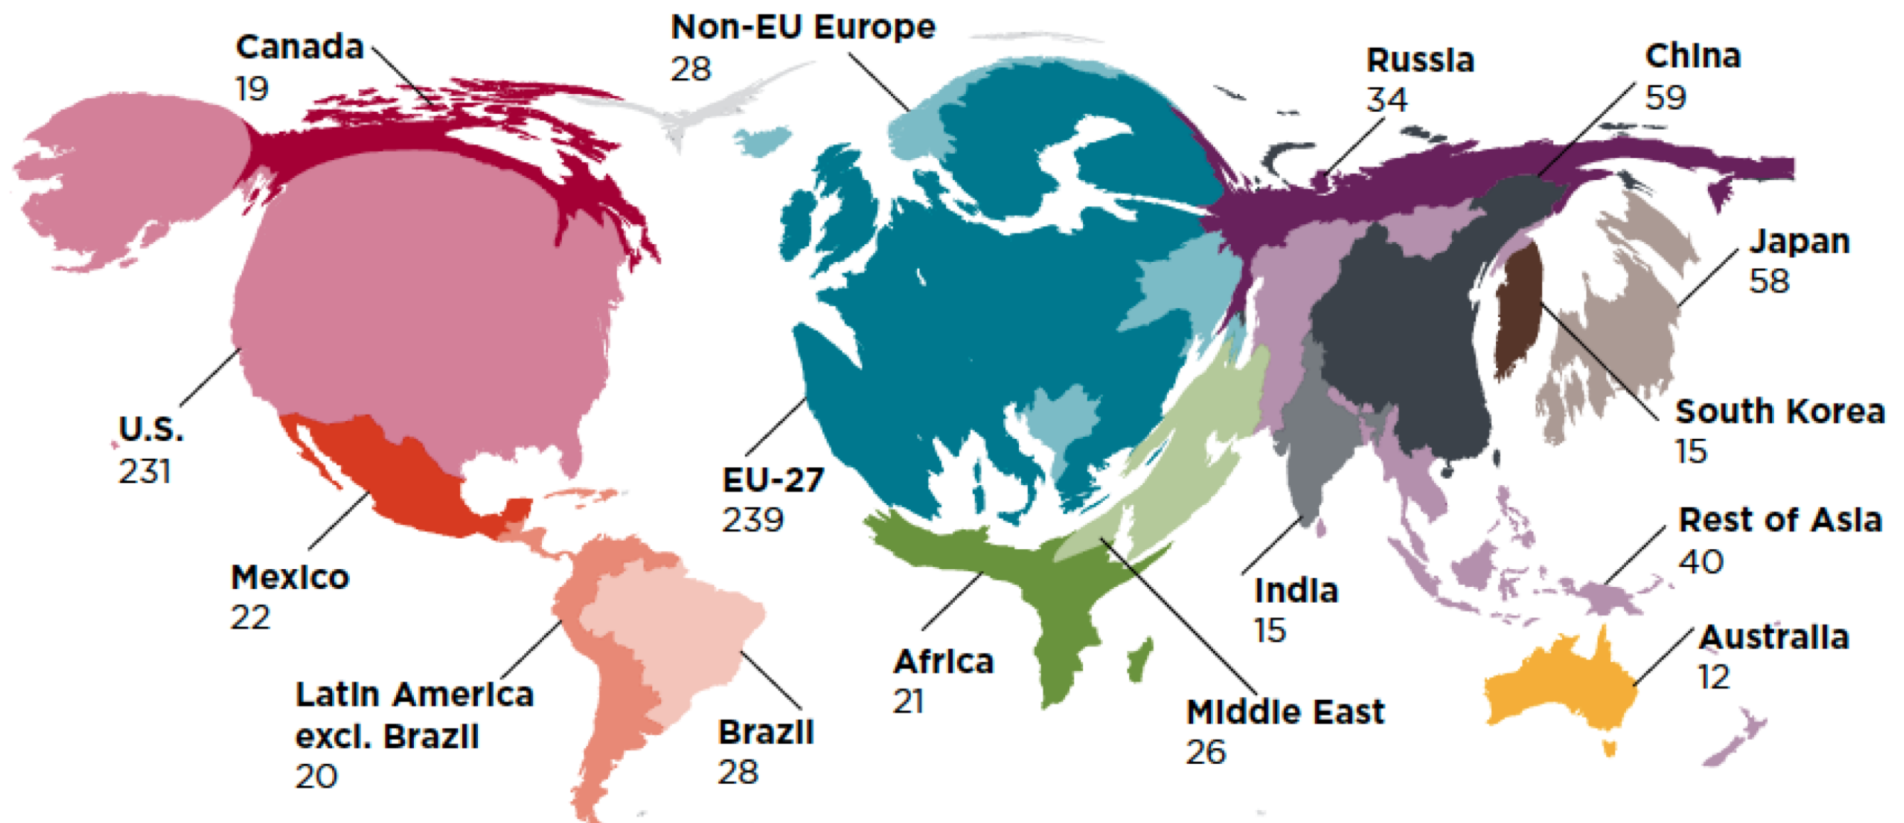 Canada
19
Non-EU Europe
28
Russia
34
China
59
Japan
58
U.S.
231
South Korea
15
EU-27
239
Rest of Asia
40
Mexico
22
India
15
Australia
12
Africa
21
Latin America
excl. Brazil
20
Middle East
26
Brazil
28